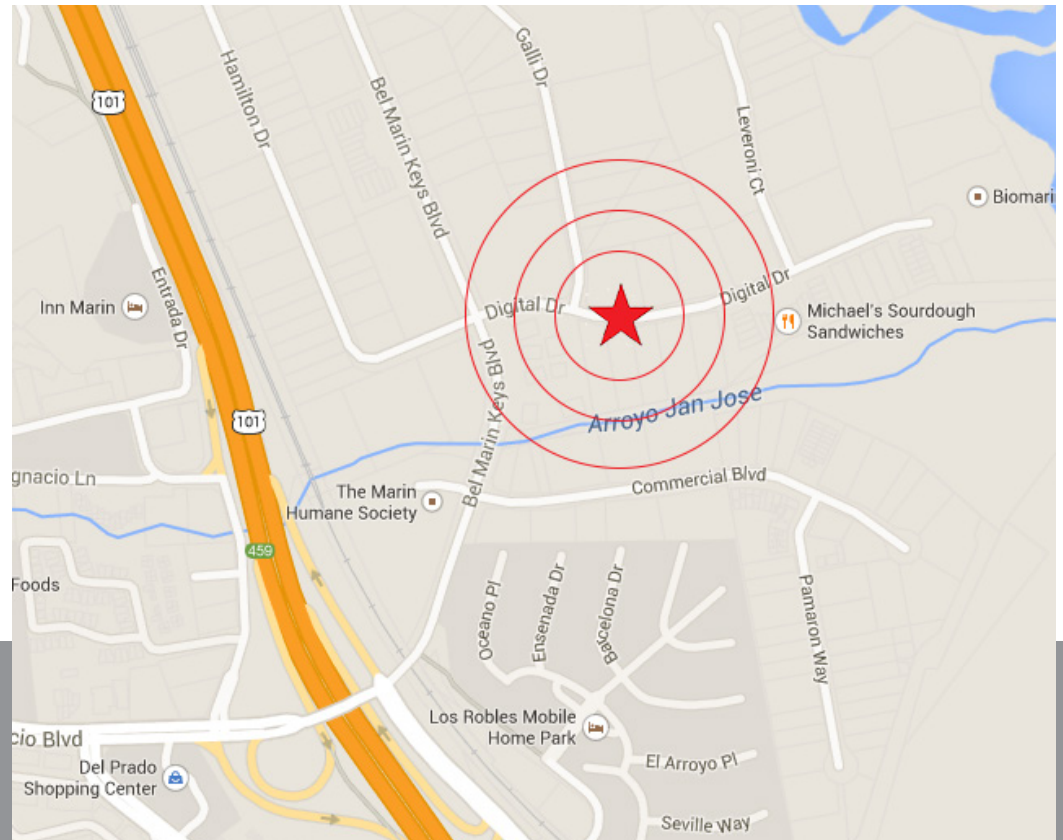 101
Hamilton Dr
Bel Marin Keys Blvd
Galli Dr
Leveroni Ct
Biomari
Entrada Dr
Inn Marin
Digital Dr
Digital Dr
Michael's Sourdough
Sandwiches
Bel Marin Keys Blvd
Arroyo Jan Jose
101
gnacio Ln
The Marin
Humane Society
Commercial Blvd
459
Foods
Oceano Pl
Ensenada Dr
Baycelona Dr
Pamaron Way
Los Robles Mobile
Home Park
cio Blvd
Del Prado
Shopping Center
El Arroyo Pl
Seville Way